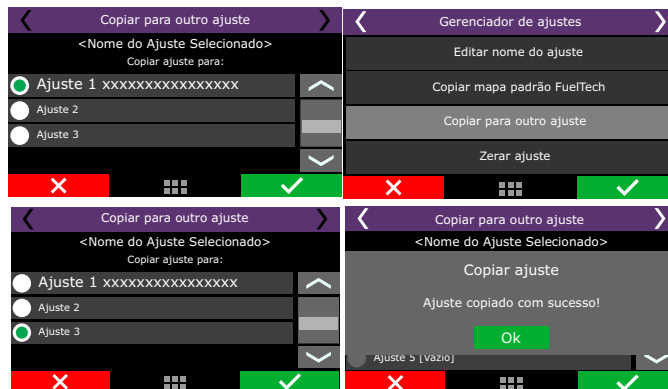 Copiar para outro ajuste
<Nome do Ajuste Selecionado>
Copiar ajuste para:
Ajuste 1 xxxxxxxxxxxxxxxx
Ajuste 2
Ajuste 3
Gerenciador de ajustes
Editar nome do ajuste
Copiar mapa padrão FuelTech
Copiar para outro ajuste
Zerar ajuste
Copiar para outro ajuste
<Nome do Ajuste Selecionado>
Copiar ajuste para:
Ajuste 1 xxxxxxxxxxxxxxxx
Ajuste 2
Ajuste 3
Copiar para outro ajuste
<Nome do Ajuste Selecionado>
Copiar ajuste
Ajuste copiado com sucesso!
Ok
Ajuste 5 [Vazio]